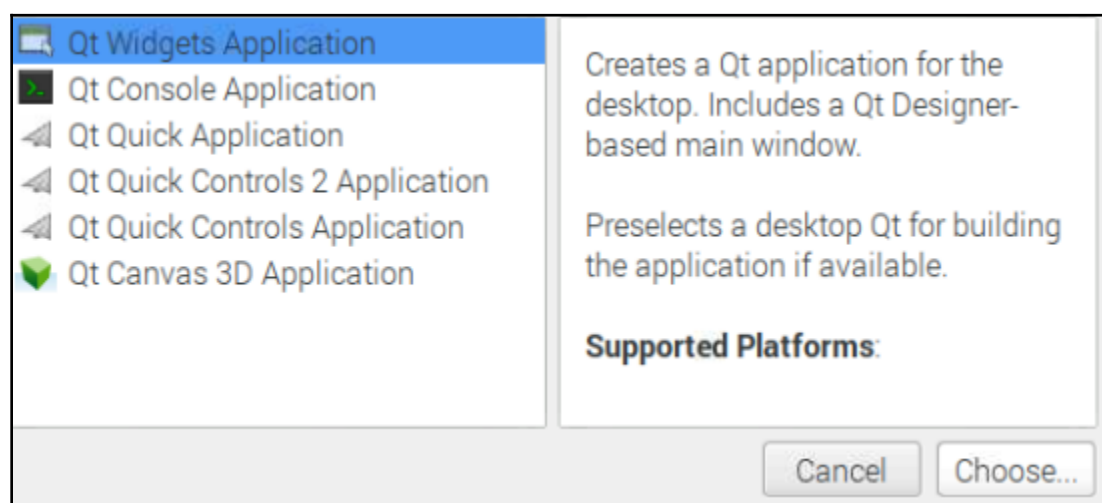 Qt Widgets Application
Qt Console Application
Qt Quick Application
Qt Quick Controls 2 Application
Qt Quick Controls Application
Qt Canvas 3D Application
Creates a Qt application for the
desktop. Includes a Qt Designer-
based main window.
Preselects a desktop Qt for building
the application if available.
Supported Platforms:
Cancel
Choose...